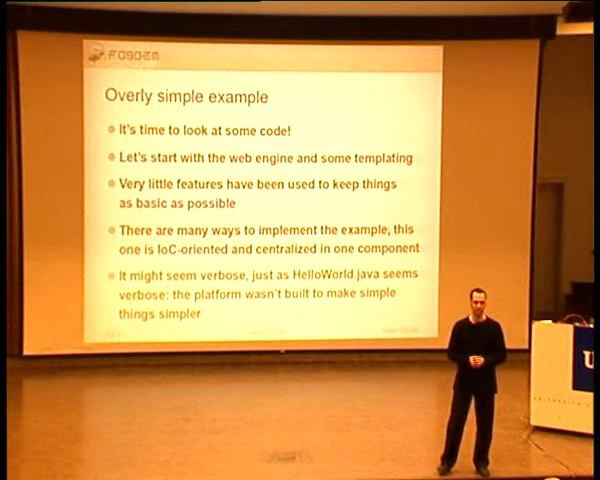 FOSDEM
Overly simple example
It's time to look at some code!
Let's start with the web engine and some templating
Very little features have been used to keep things
as basic as possible
There are many ways to implement the example, this
one is IoC-oriented and centralized in one component
It might seem verbose, just as HelloWorld.java seems
verbose: the platform wasn't built to make simple
things simpler
U